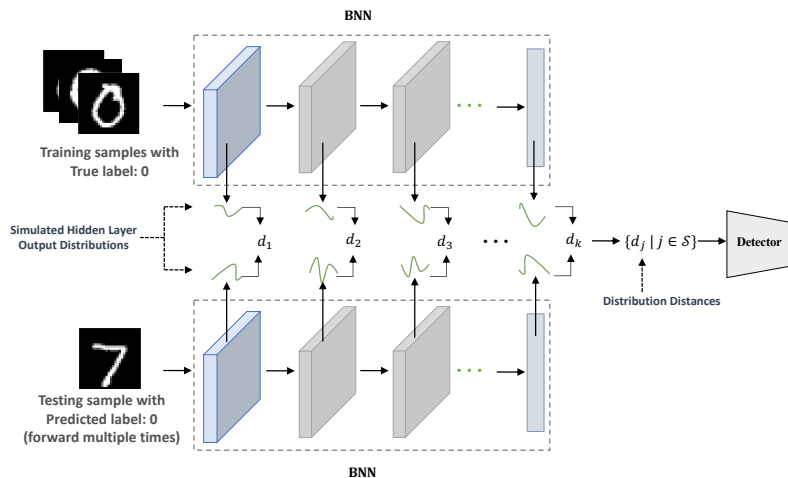 BNN
Training samples with
True label: 0
Simulated Hidden Layer
Output Distributions
d₁
d₂
d₃
dₖ
{dⱼ | j ∈ 𝒮}
Detector
Distribution Distances
7
Testing sample with
Predicted label: 0
(forward multiple times)
BNN